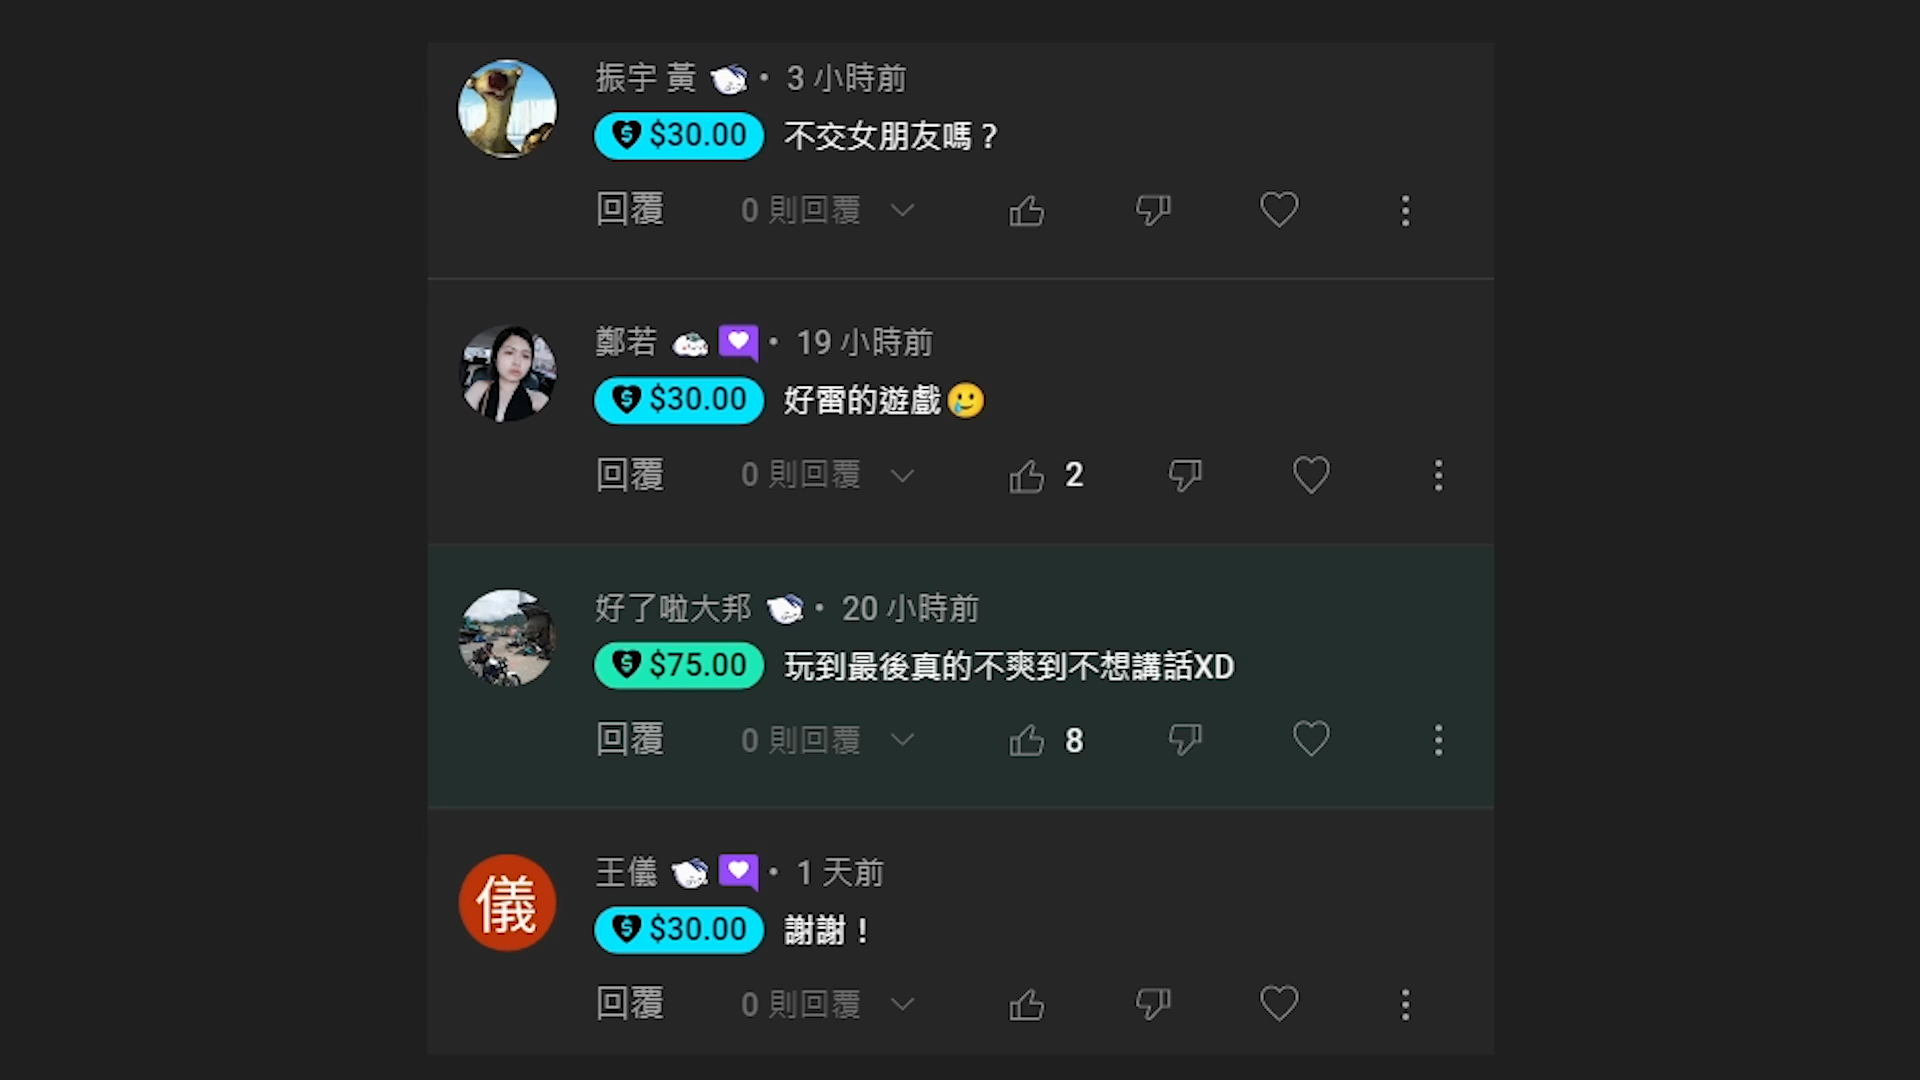 振宇 黃 • 3 小時前
$30.00 不交女朋友嗎？
回覆 0 則回覆
鄭若 • 19 小時前
$30.00 好雷的遊戲🥲
回覆 0 則回覆 2
好了啦大邦 • 20 小時前
$75.00 玩到最後真的不爽到不想講話XD
回覆 0 則回覆 8
儀
王儀 • 1 天前
$30.00 謝謝！
回覆 0 則回覆